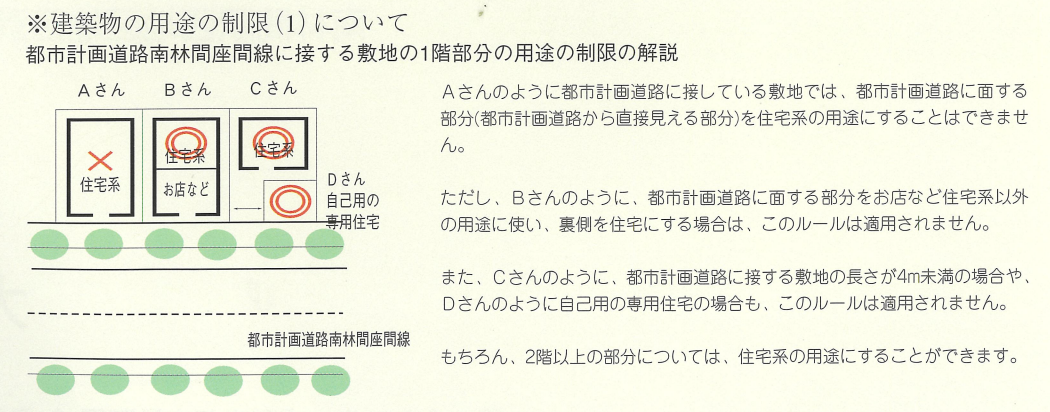 ※建築物の用途の制限(1)について
都市計画道路南林間座間線に接する敷地の1階部分の用途の制限の解説
Aさん Bさん Cさん
住宅系 住宅系 住宅系
お店など
Dさん
自己用の
専用住宅
都市計画道路南林間座間線
Aさんのように都市計画道路に接している敷地では、都市計画道路に面する
部分(都市計画道路から直接見える部分)を住宅系の用途にすることはできませ
ん。
ただし、Bさんのように、都市計画道路に面する部分をお店など住宅系以外
の用途に使い、裏側を住宅にする場合は、このルールは適用されません。
また、Cさんのように、都市計画道路に接する敷地の長さが4m未満の場合や、
Dさんのように自己用の専用住宅の場合も、このルールは適用されません。
もちろん、2階以上の部分については、住宅系の用途にすることができます。